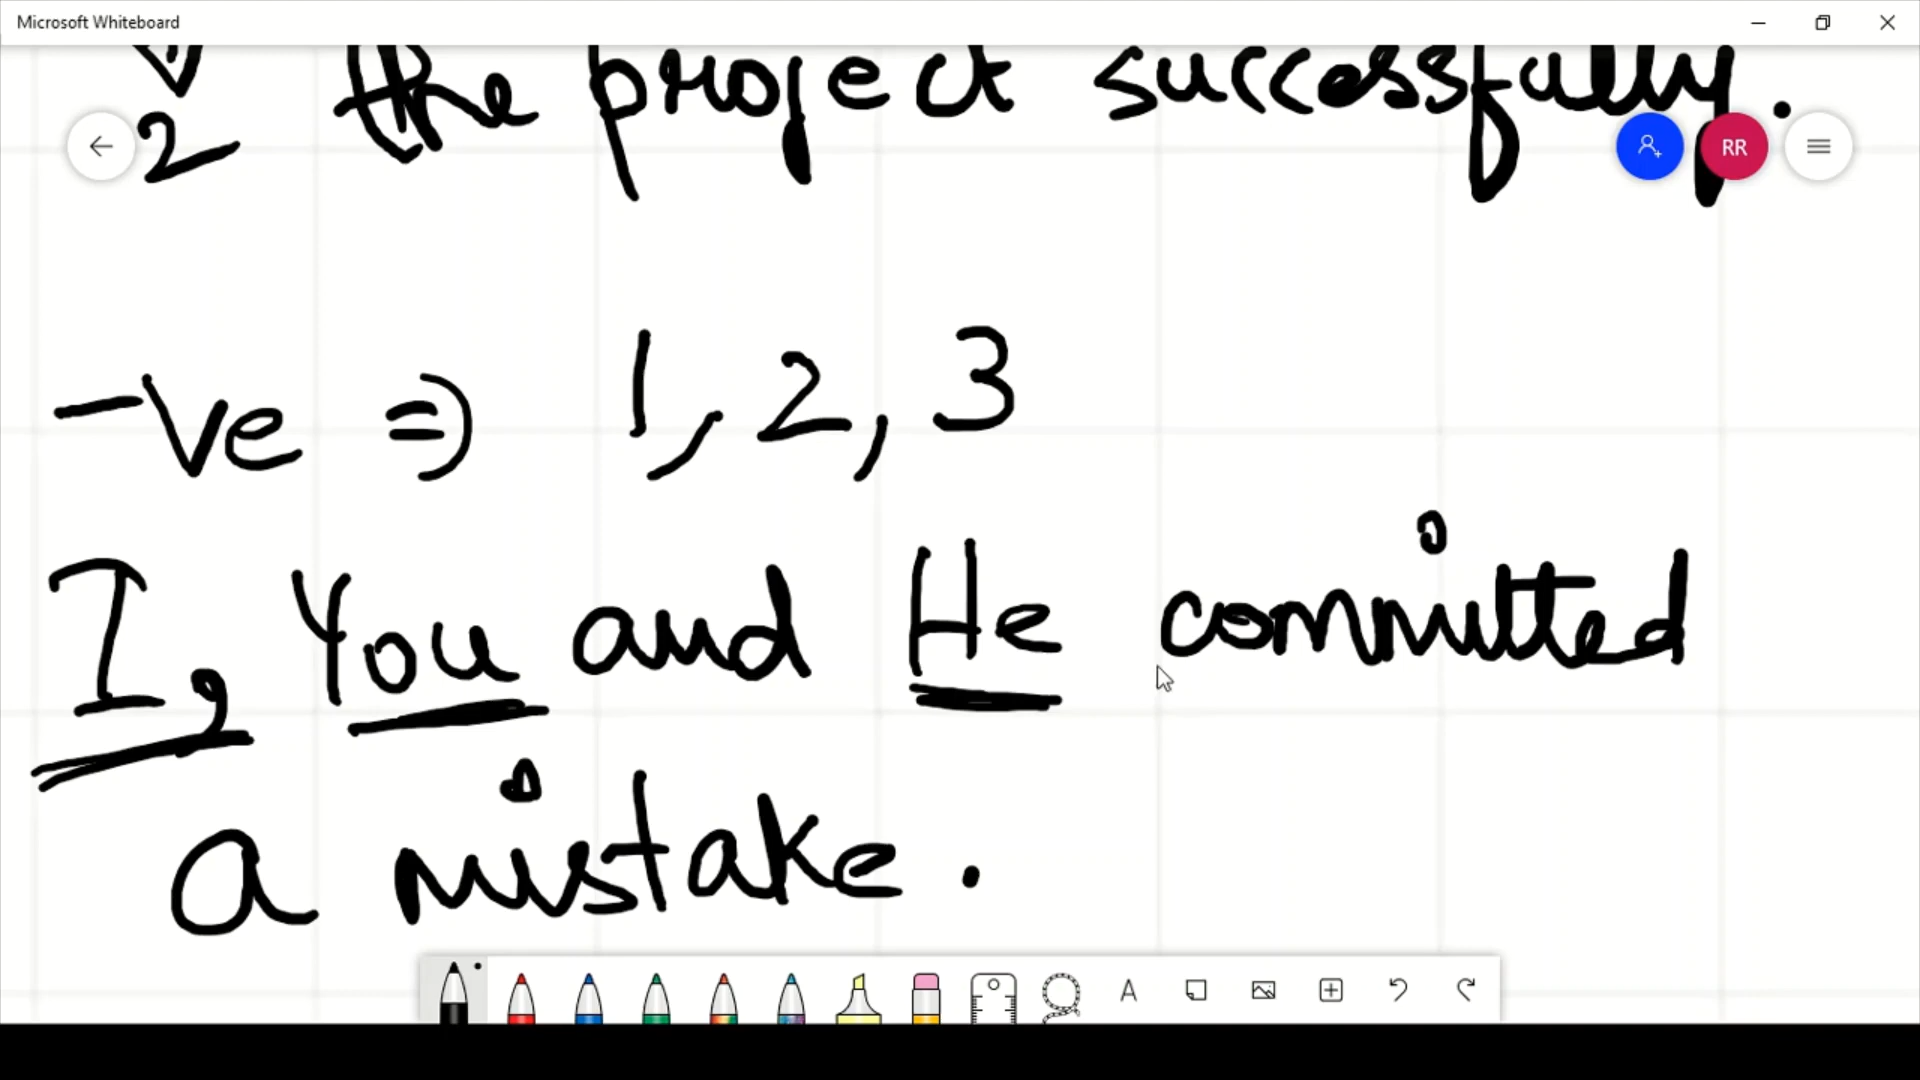 Microsoft Whiteboard
the project successfully.
2
RR
-ve => 1, 2, 3
I, You and He committed
a mistake.
A